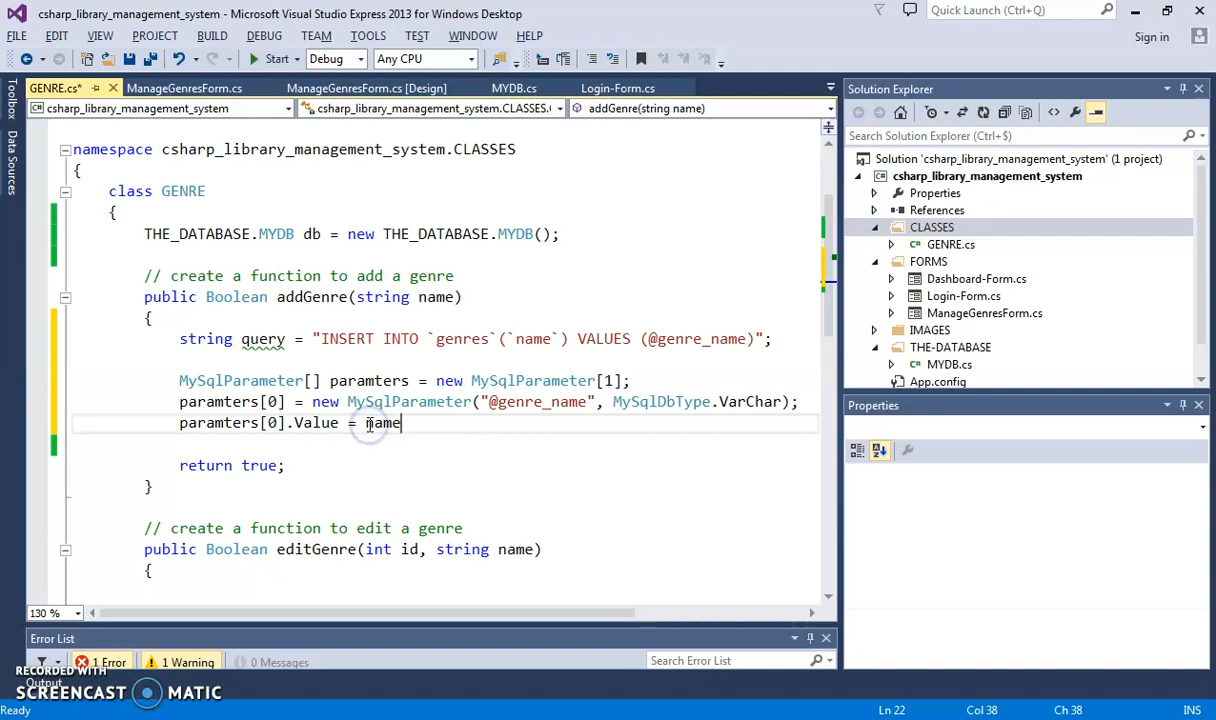 csharp_library_management_system - Microsoft Visual Studio Express 2013 for Windows Desktop
Quick Launch (Ctrl+Q)
FILE EDIT VIEW PROJECT BUILD DEBUG TEAM TOOLS TEST WINDOW HELP
Sign in
Start Debug Any CPU
Toolbox
Data Sources
GENRE.cs* ManageGenresForm.cs ManageGenresForm.cs [Design] MYDB.cs Login-Form.cs
csharp_library_management_system csharp_library_management_system.CLASSES. addGenre(string name)
namespace csharp_library_management_system.CLASSES
{
class GENRE
{
THE_DATABASE.MYDB db = new THE_DATABASE.MYDB();
// create a function to add a genre
public Boolean addGenre(string name)
{
string query = "INSERT INTO `genres`(`name`) VALUES (@genre_name)";
MySqlParameter[] paramters = new MySqlParameter[1];
paramters[0] = new MySqlParameter("@genre_name", MySqlDbType.VarChar);
paramters[0].Value = name
return true;
}
// create a function to edit a genre
public Boolean editGenre(int id, string name)
{
130 %
Error List
1 Error 1 Warning 0 Messages
Search Error List
Output
RECORDED WITH
SCREENCAST MATIC
Solution Explorer
Search Solution Explorer (Ctrl+$)
Solution 'csharp_library_management_system' (1 project)
csharp_library_management_system
Properties
References
CLASSES
GENRE.cs
FORMS
Dashboard-Form.cs
Login-Form.cs
ManageGenresForm.cs
IMAGES
THE-DATABASE
MYDB.cs
App.config
Properties
Ready
Ln 22 Col 38 Ch 38 INS